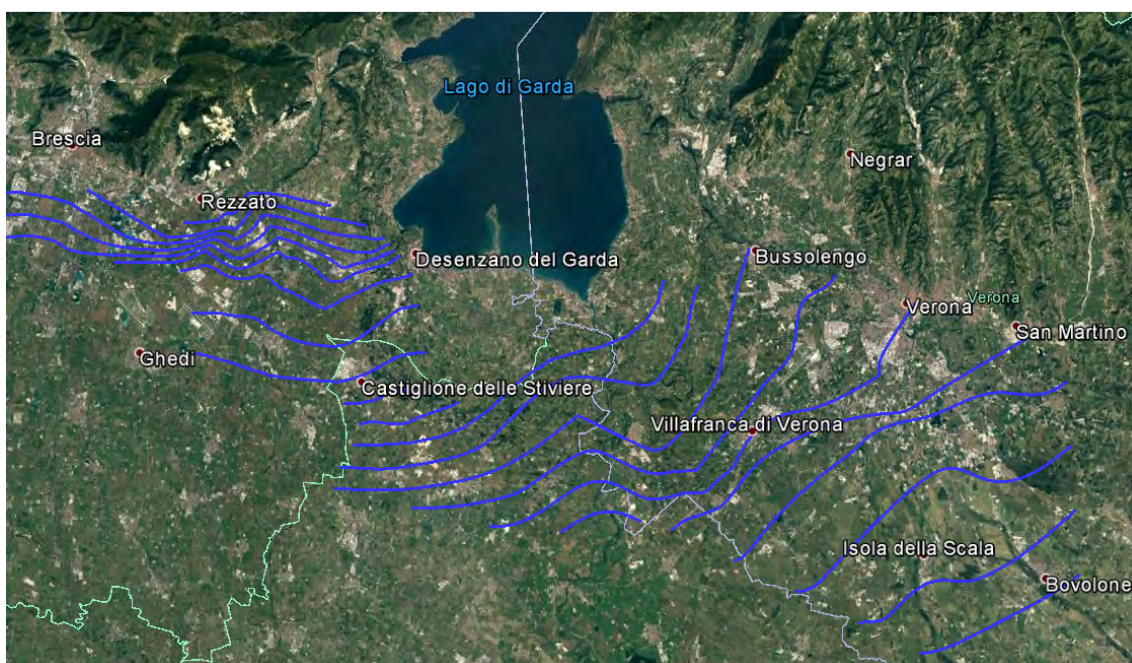 Lago di Garda
Brescia
Negrar
Rezzato
Bussolengo
Desenzano del Garda
Verona
Verona
San Martino
Ghedi
Castiglione delle Stiviere
Villafranca di Verona
Isola della Scala
Bovolone